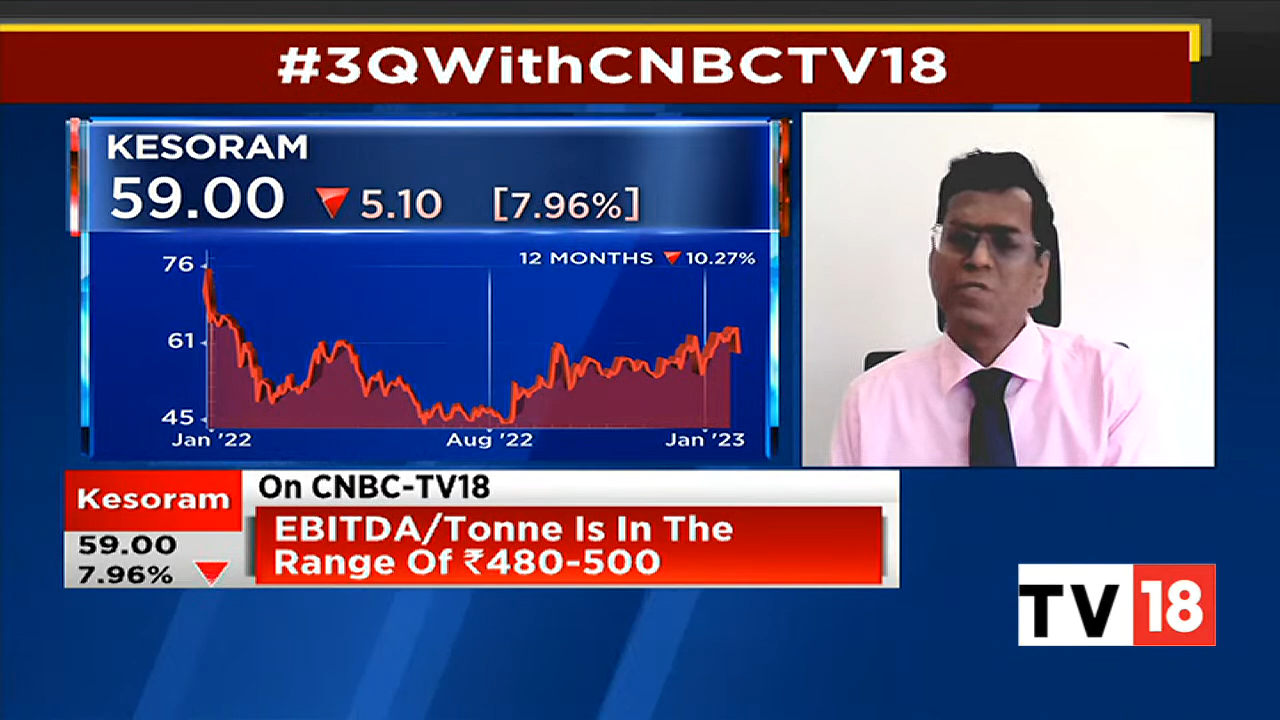 #3QWithCNBCTV18
KESORAM
59.00 ▼ 5.10 [7.96%]
12 MONTHS ▼ 10.27%
76
61
45
Jan '22 Aug '22 Jan '23
Kesoram
59.00
7.96% ▼
On CNBC-TV18
EBITDA/Tonne Is In The
Range Of ₹480-500
TV18